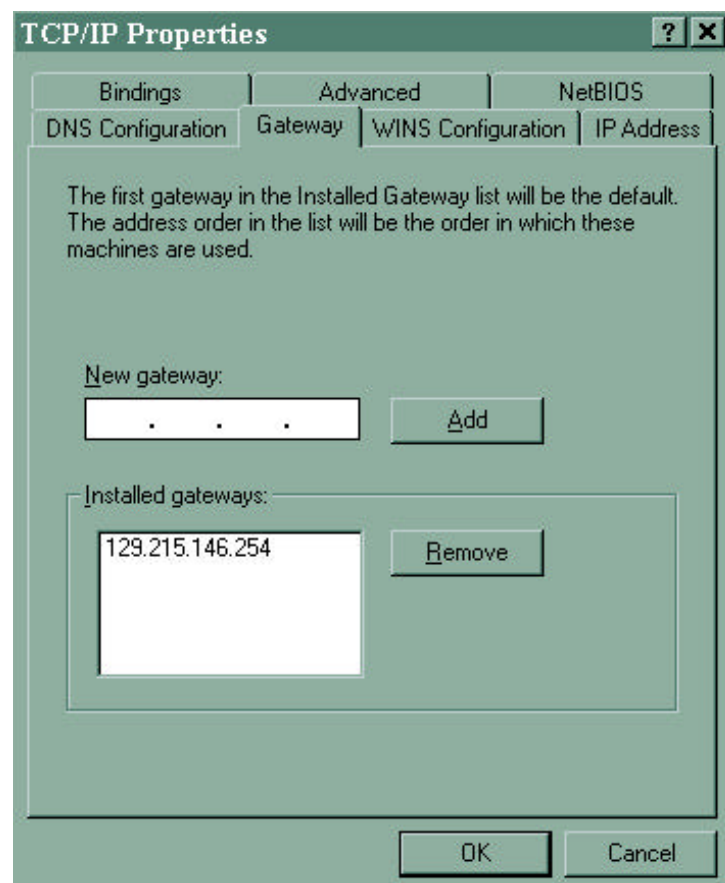 TCP/IP Properties
Bindings Advanced NetBIOS
DNS Configuration Gateway WINS Configuration IP Address
The first gateway in the Installed Gateway list will be the default.
The address order in the list will be the order in which these
machines are used.
New gateway:
. . .
Add
Installed gateways:
129.215.146.254
Remove
OK Cancel